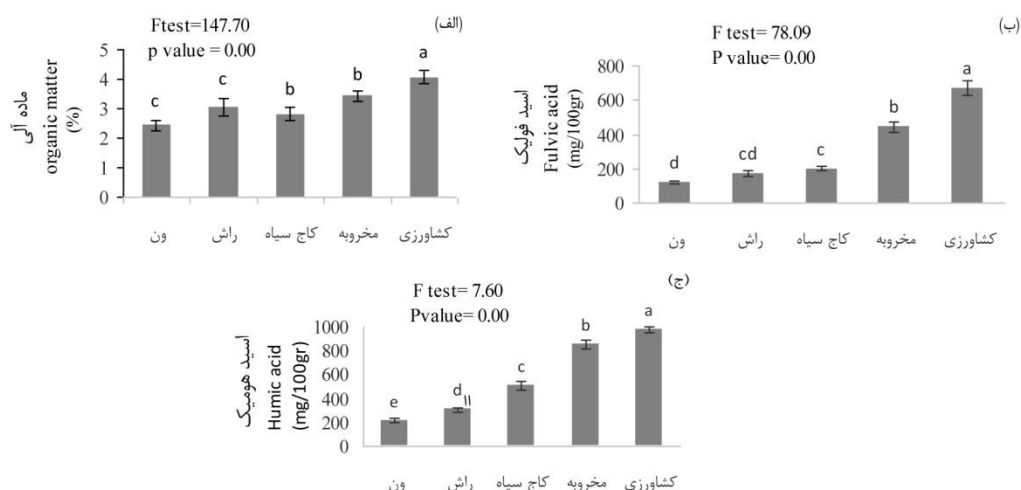 (الف)
Ftest=147.70
p value = 0.00
ماده آلی
organic matter
(%)
5
4
3
2
1
0
c
c
b
b
a
ون
راش
کاج سیاه
مخروبه
کشاورزی
(ب)
F test= 78.09
P value= 0.00
اسید فولیک
Fulvic acid
(mg/100gr)
800
600
400
200
0
d
cd
c
b
a
ون
راش
کاج سیاه
مخروبه
کشاورزی
(ج)
F test= 7.60
Pvalue= 0.00
اسید هومیک
Humic acid
(mg/100gr)
1000
800
600
400
200
0
e
d
۱۱
c
b
a
ون
راش
کاج سیاه
مخروبه
کشاورزی